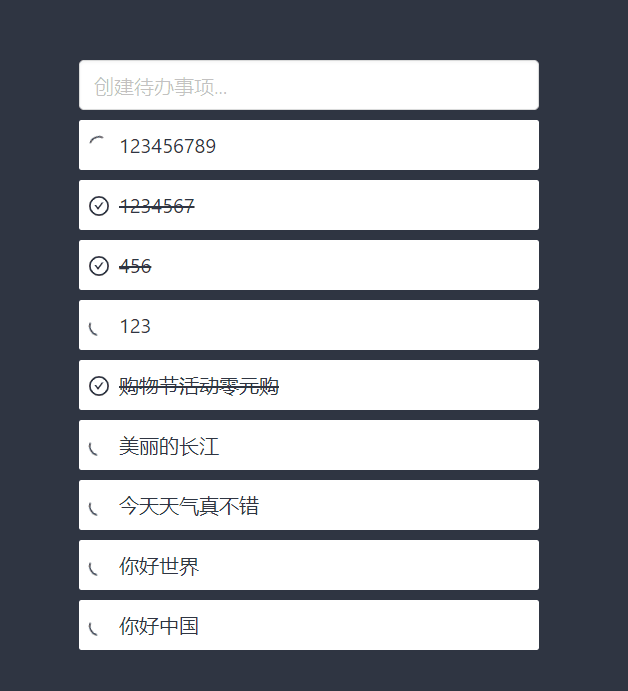 创建待办事项...
123456789
1234567
456
123
购物节活动零元购
美丽的长江
今天天气真不错
你好世界
你好中国